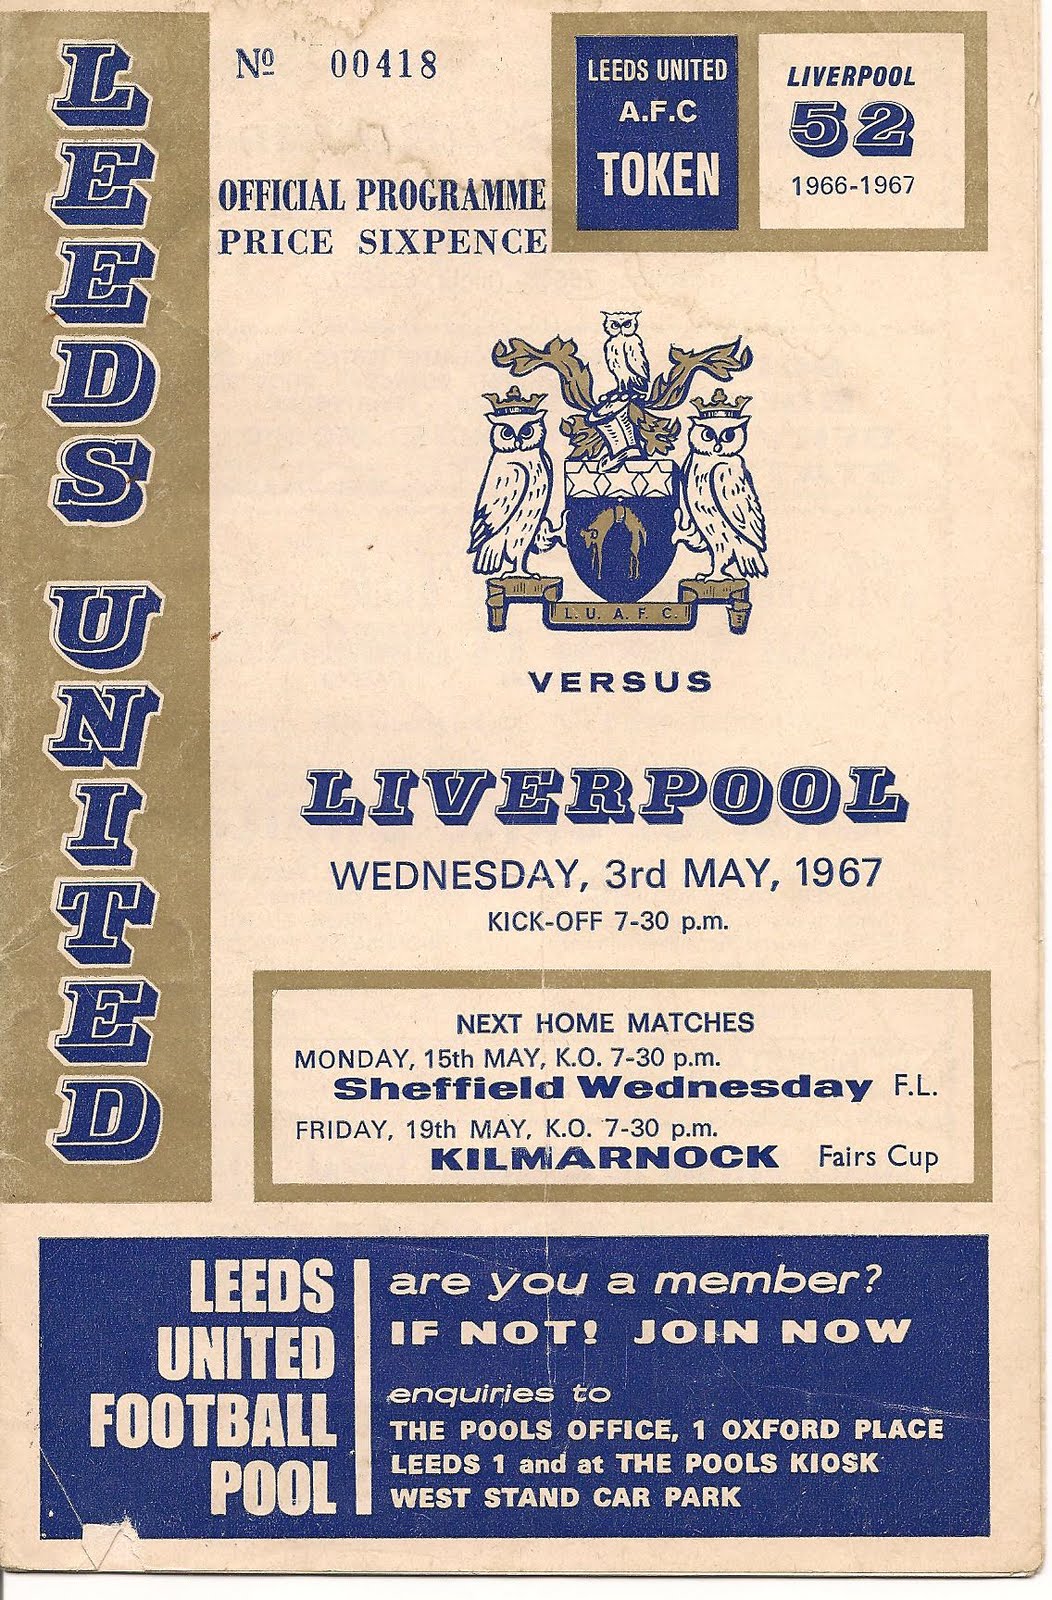 LEEDS UNITED
Nº 00418
OFFICIAL PROGRAMME
PRICE SIXPENCE
LEEDS UNITED
A.F.C
TOKEN
LIVERPOOL
52
1966-1967
L. U. A. F. C.
VERSUS
LIVERPOOL
WEDNESDAY, 3rd MAY, 1967
KICK-OFF 7-30 p.m.
NEXT HOME MATCHES
MONDAY, 15th MAY, K.O. 7-30 p.m.
Sheffield Wednesday F.L.
FRIDAY, 19th MAY, K.O. 7-30 p.m.
KILMARNOCK Fairs Cup
LEEDS
UNITED
FOOTBALL
POOL
are you a member?
IF NOT! JOIN NOW
enquiries to
THE POOLS OFFICE, 1 OXFORD PLACE
LEEDS 1 and at THE POOLS KIOSK
WEST STAND CAR PARK